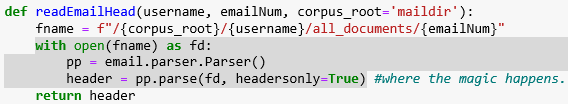 def readEmailHead(username, emailNum, corpus_root='maildir'):
    fname = f"/{corpus_root}/{username}/all_documents/{emailNum}"
    with open(fname) as fd:
        pp = email.parser.Parser()
        header = pp.parse(fd, headersonly=True) #where the magic happens.
    return header